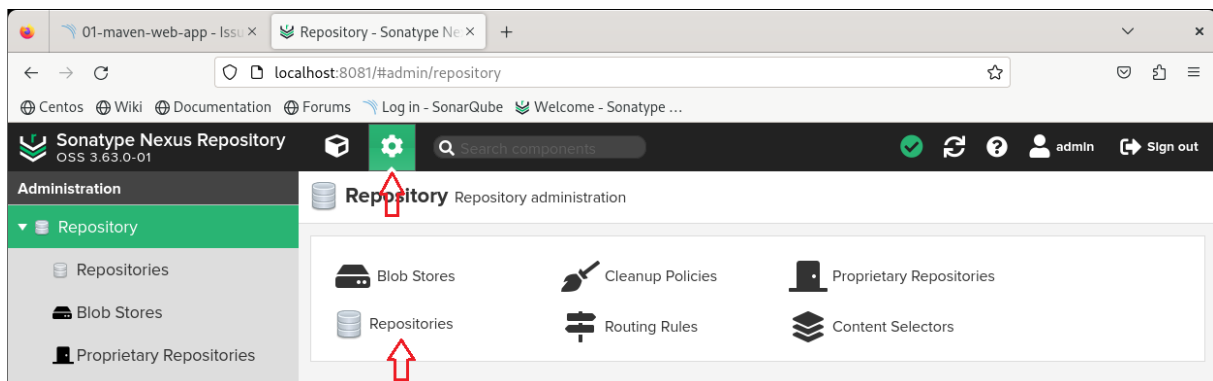 01-maven-web-app - Issu
Repository - Sonatype Ne
localhost:8081/#admin/repository
Centos Wiki Documentation Forums Log in - SonarQube Welcome - Sonatype ...
Sonatype Nexus Repository
OSS 3.63.0-01
Search components
admin
Sign out
Administration
Repository Repository administration
Repository
Repositories
Blob Stores
Proprietary Repositories
Blob Stores Cleanup Policies Proprietary Repositories
Repositories Routing Rules Content Selectors